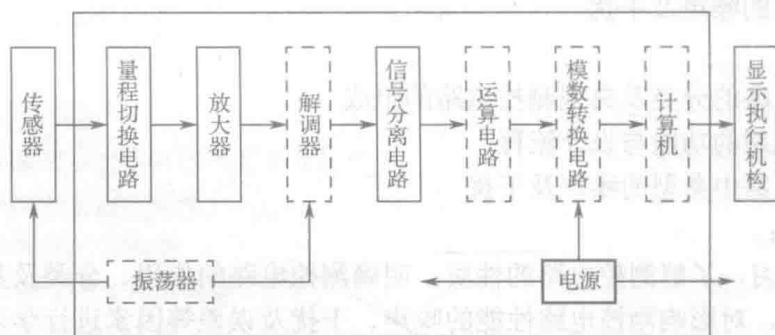 传感器
量程切换电路
放大器
解调器
信号分离电路
运算电路
模数转换电路
计算机
显示执行机构
振荡器
电源